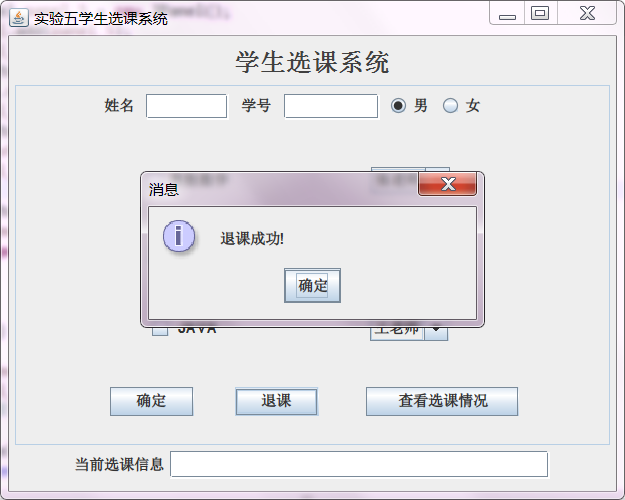 实验五学生选课系统
学生选课系统
姓名 学号 男 女
消息
退课成功!
确定
JAVA 王老师
确定 退课 查看选课情况
当前选课信息